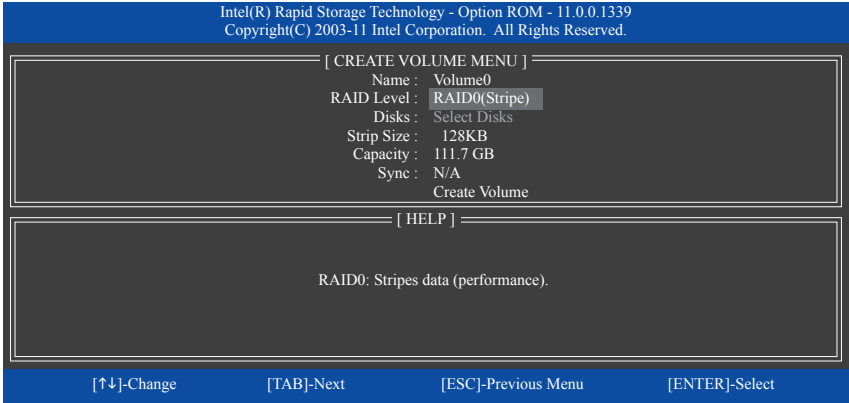 Intel(R) Rapid Storage Technology - Option ROM - 11.0.0.1339
Copyright(C) 2003-11 Intel Corporation. All Rights Reserved.
[ CREATE VOLUME MENU ]
Name : Volume0
RAID Level : RAID0(Stripe)
Disks : Select Disks
Strip Size : 128KB
Capacity : 111.7 GB
Sync : N/A
Create Volume
[ HELP ]
RAID0: Stripes data (performance).
[↑↓]-Change [TAB]-Next [ESC]-Previous Menu [ENTER]-Select